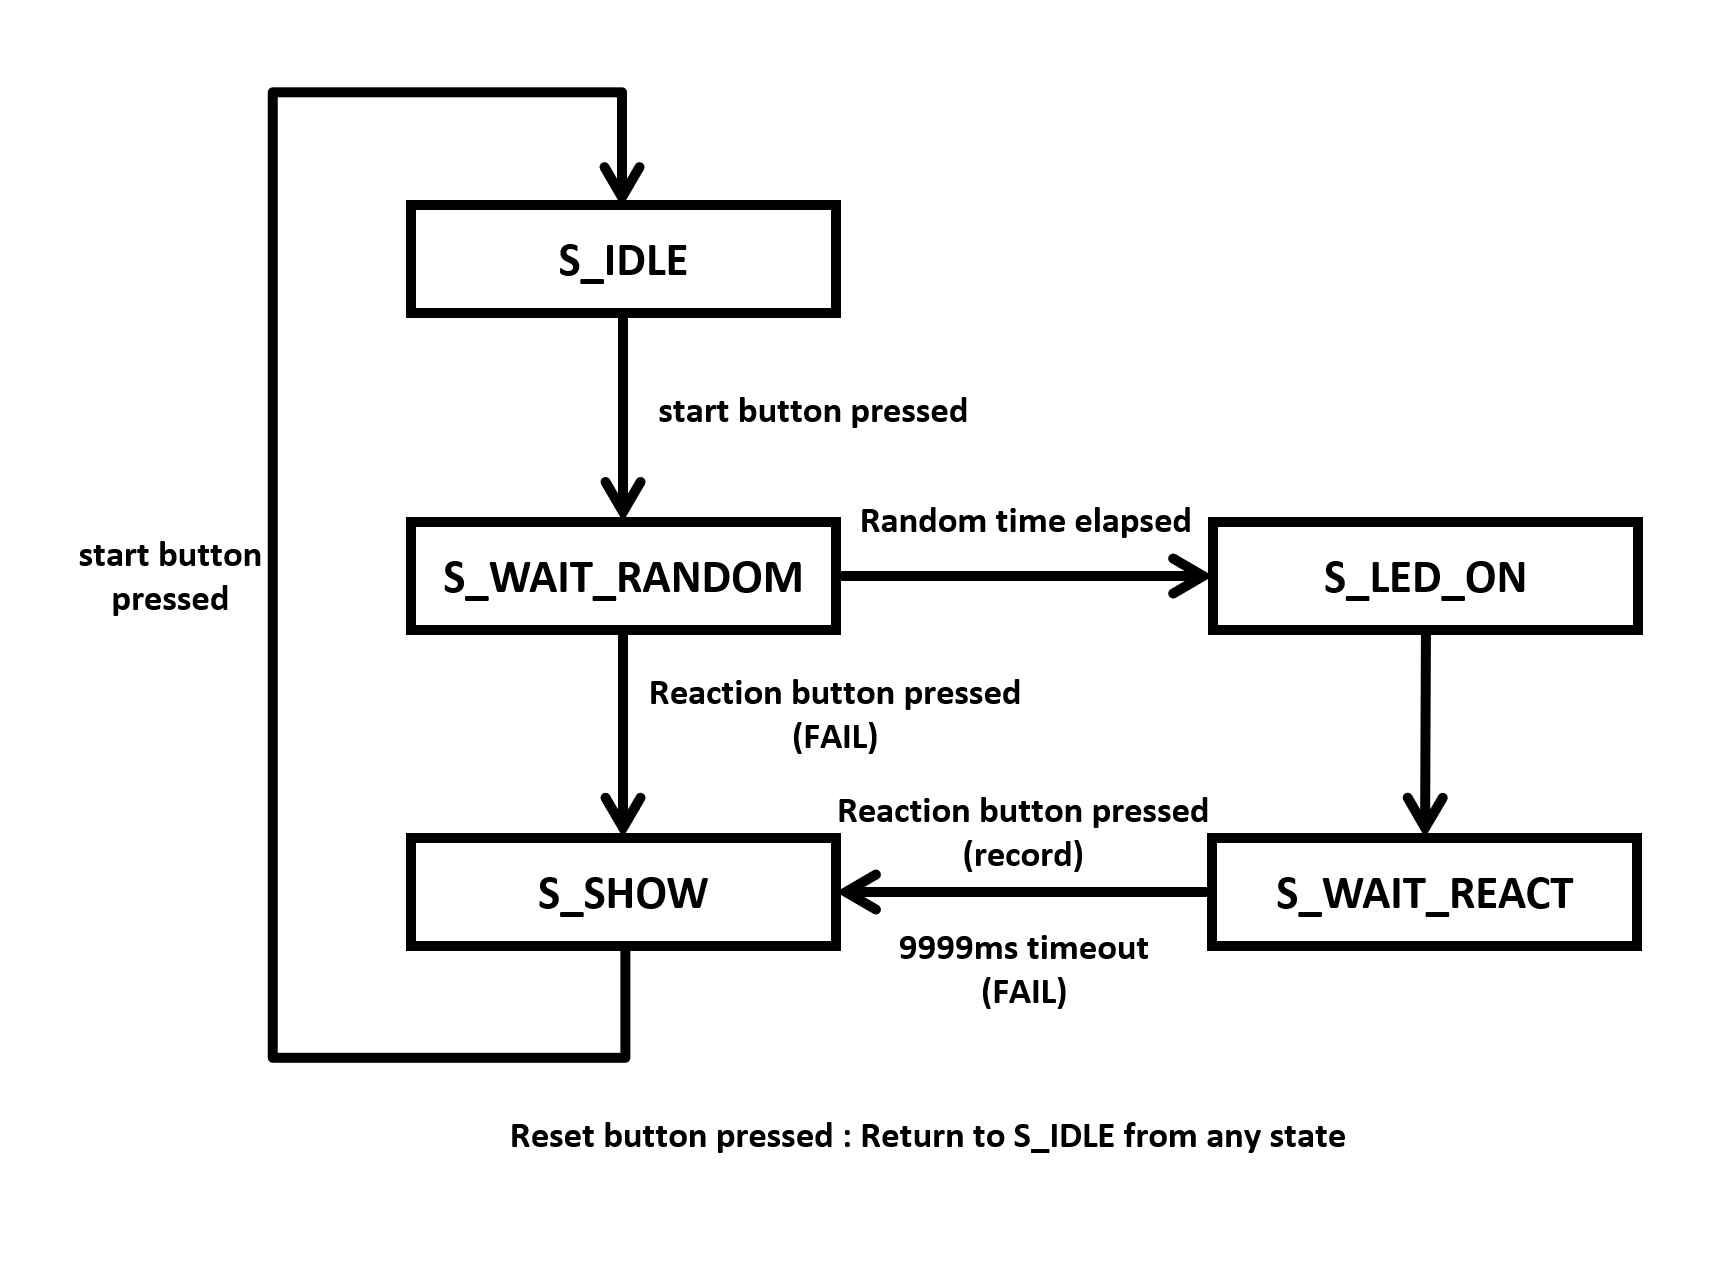 S_IDLE
start button pressed
Random time elapsed
start button
pressed
S_WAIT_RANDOM
S_LED_ON
Reaction button pressed
(FAIL)
Reaction button pressed
(record)
S_SHOW
S_WAIT_REACT
9999ms timeout
(FAIL)
Reset button pressed : Return to S_IDLE from any state